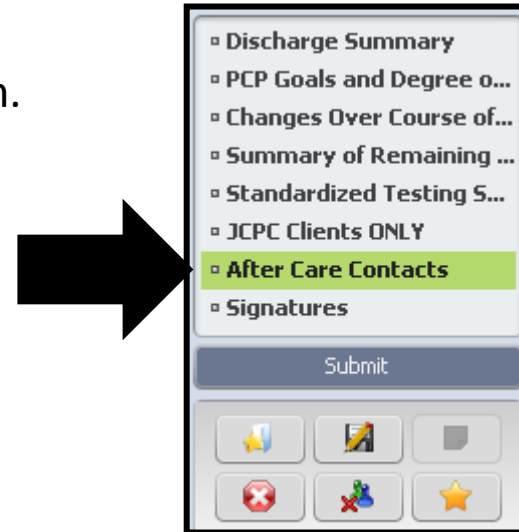 n.
Discharge Summary
PCP Goals and Degree o...
Changes Over Course of...
Summary of Remaining ...
Standardized Testing S...
JCPC Clients ONLY
After Care Contacts
Signatures
Submit